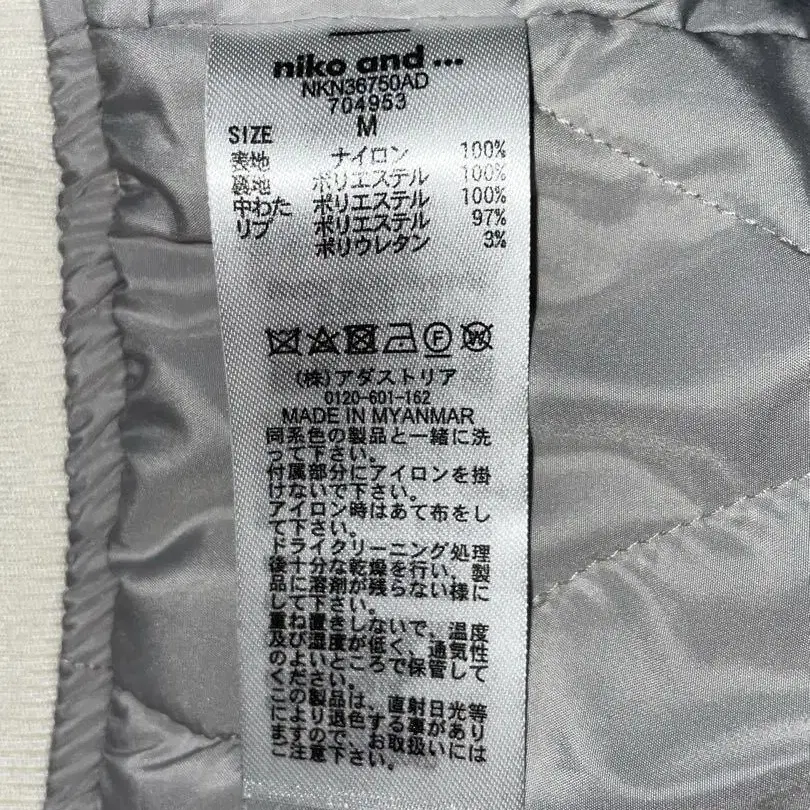 niko and ...
NKN36750AD
704953
SIZE M
表地 ナイロン 100%
裏地 ポリエステル 100%
中わた ポリエステル 100%
リブ ポリエステル 97%
ポリウレタン 3%
F W
(株)アダストリア
0120-601-162
MADE IN MYANMAR
同系色の製品と一緒に洗
って下さい。
付属部分にアイロンを掛
けないで下さい。
アイロン時はあて布をし
て下さい。
ドライクリーニング処理
後十分な乾燥を行い、製
品に溶剤が残らない様に
して下さい。
重ね置きしないで、温度
及び湿度が低く、通気性
のよいところで保管して
ください。
この製品は、直射日光等
により退色する事があり
ますので、お取扱いには
ご注意下さい。